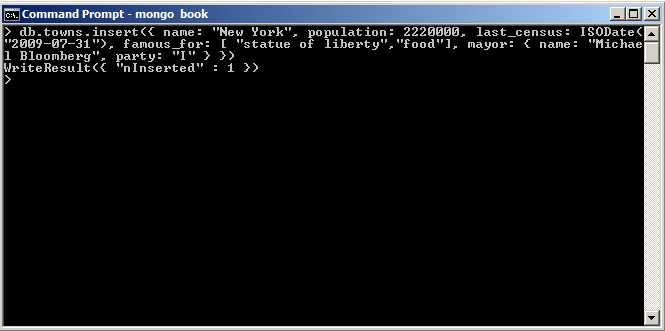 Command Prompt - mongo  book
> db.towns.insert({ name: "New York", population: 2220000, last_census: ISODate(
"2009-07-31"), famous_for: [ "statue of liberty","food"], mayor: { name: "Michae
l Bloomberg", party: "I" } })
WriteResult({ "nInserted" : 1 })
>